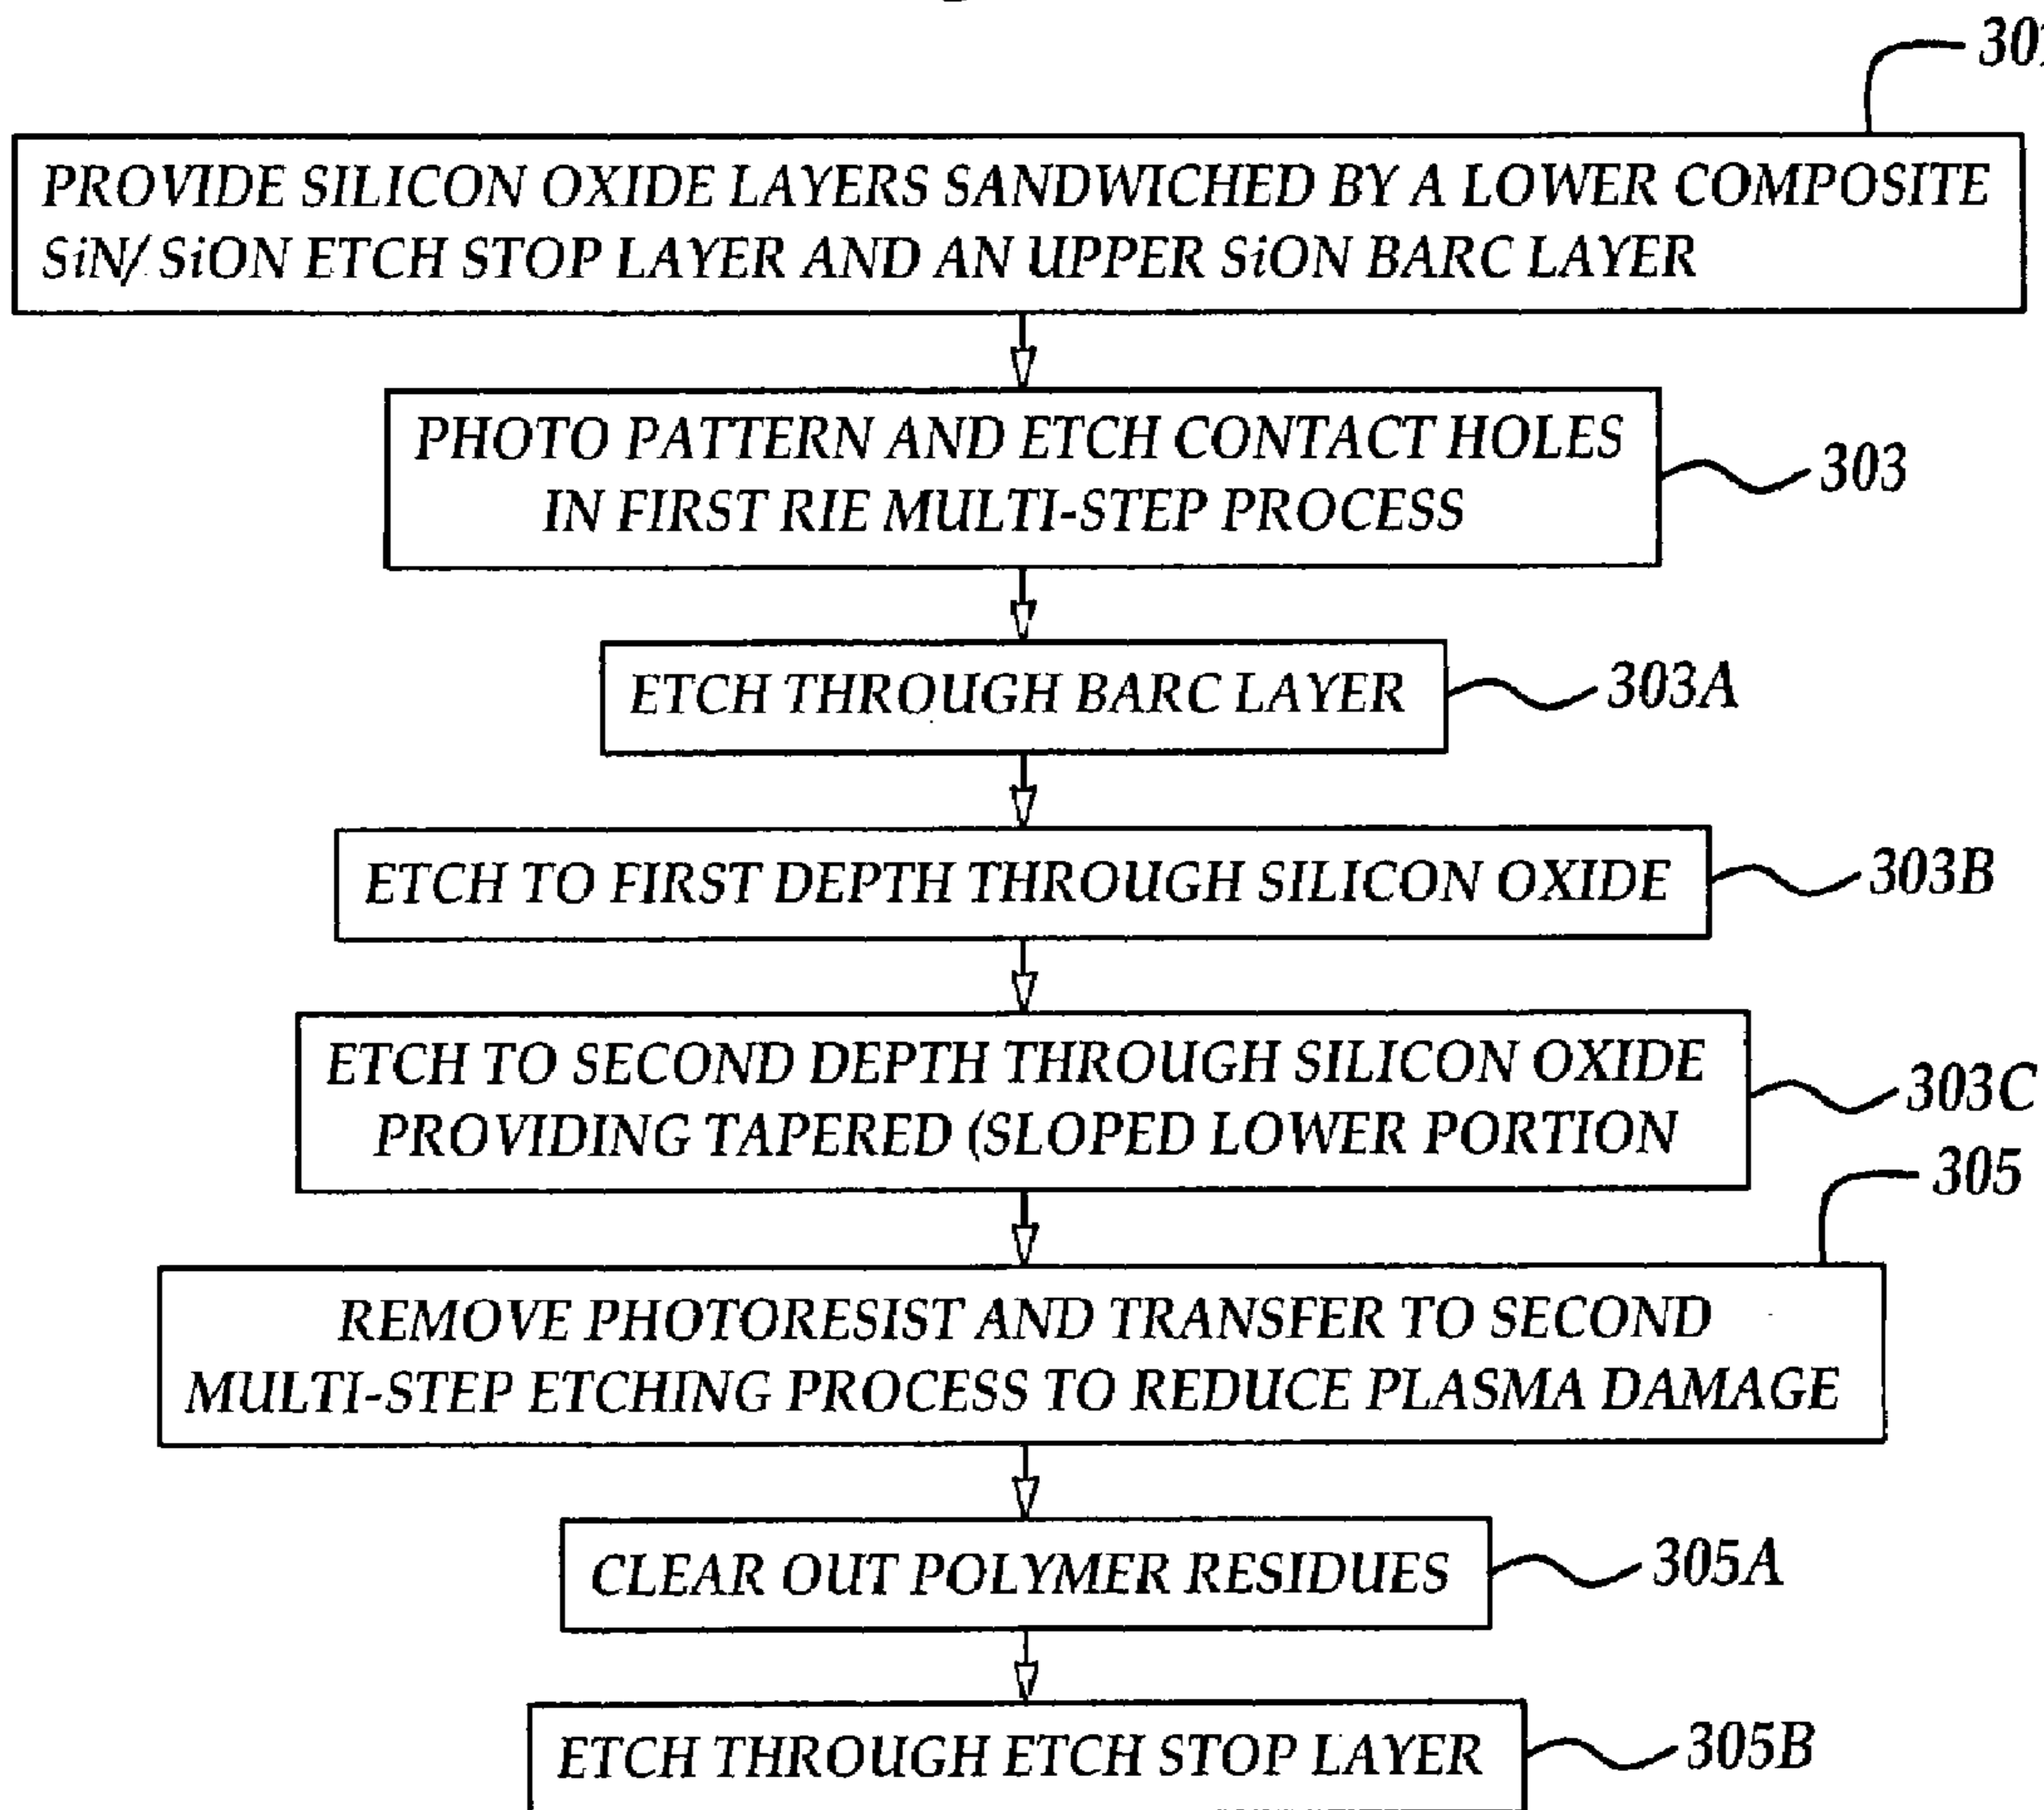 PROVIDE SILICON OXIDE LAYERS SANDWICHED BY A LOWER COMPOSITE
SiN/ SiON ETCH STOP LAYER AND AN UPPER SiON BARC LAYER
PHOTO PATTERN AND ETCH CONTACT HOLES
IN FIRST RIE MULTI-STEP PROCESS
303
ETCH THROUGH BARC LAYER
303A
ETCH TO FIRST DEPTH THROUGH SILICON OXIDE
303B
ETCH TO SECOND DEPTH THROUGH SILICON OXIDE
PROVIDING TAPERED (SLOPED LOWER PORTION
303C
305
REMOVE PHOTORESIST AND TRANSFER TO SECOND
MULTI-STEP ETCHING PROCESS TO REDUCE PLASMA DAMAGE
CLEAR OUT POLYMER RESIDUES
305A
ETCH THROUGH ETCH STOP LAYER
305B